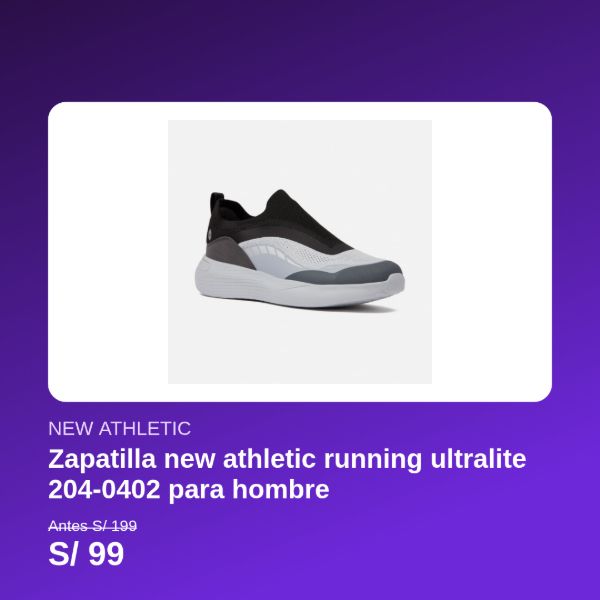 NEW ATHLETIC
Zapatilla new athletic running ultralite
204-0402 para hombre
Antes S/ 199
S/ 99